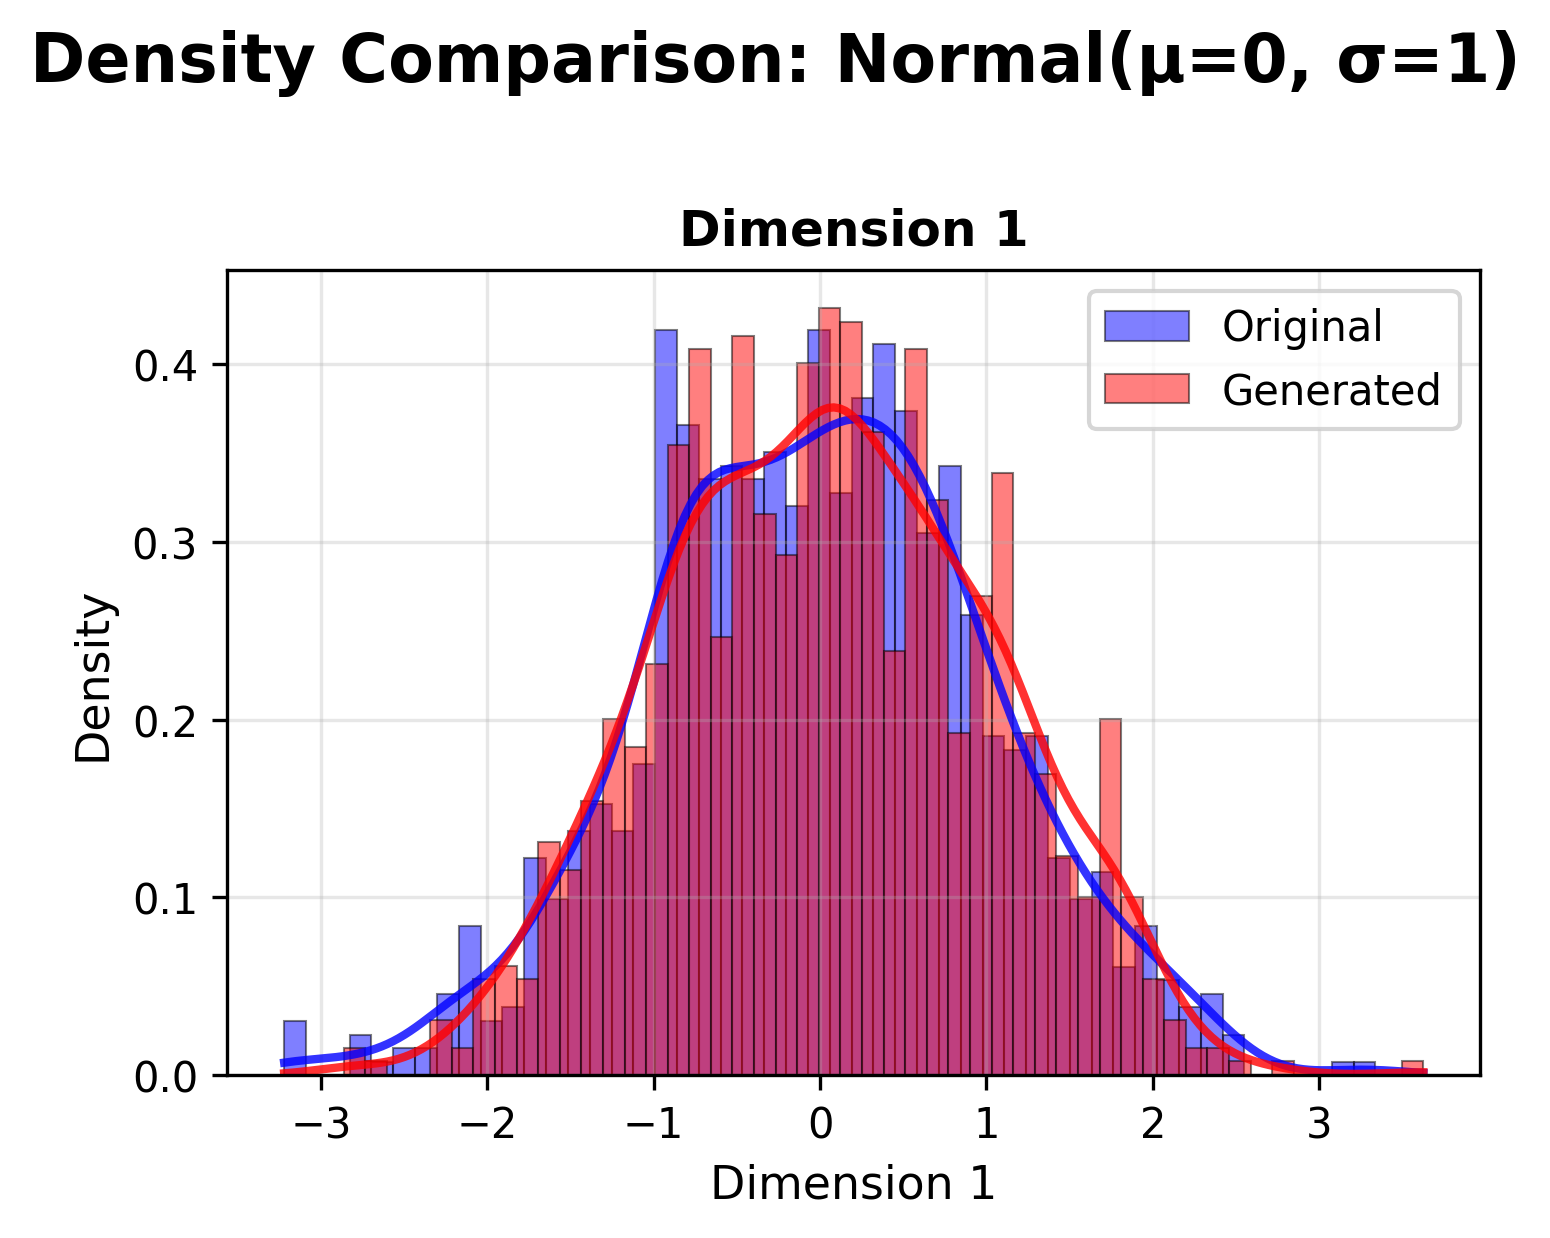 Density Comparison: Normal(μ=0, σ=1)
Dimension 1
Original
Generated
Density
0.4
0.3
0.2
0.1
0.0
−3 −2 −1 0 1 2 3
Dimension 1